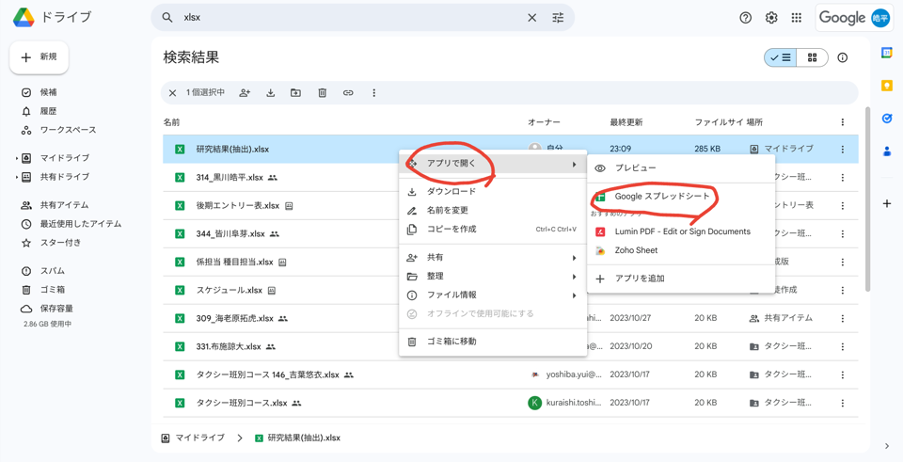 ドライブ
xlsx
Google
皓平
新規
検索結果
候補
履歴
ワークスペース
マイドライブ
共有ドライブ
共有アイテム
最近使用したアイテム
スター付き
スパム
ゴミ箱
保存容量
2.86 GB 使用中
1 個選択中
名前 オーナー 最終更新 ファイルサイ 場所
研究結果(抽出).xlsx 自分 23:09 285 KB マイドライブ
314_黒川皓平.xlsx タクシー班...
後期エントリー表.xlsx ントリー表
344_皆川阜芽.xlsx タクシー班...
係担当 種目担当.xlsx 成版
スケジュール.xlsx 徒作成
309_海老原拓虎.xlsx shi... 2023/10/27 20 KB 共有アイテム
331.布施諒大.xlsx a@... 2023/10/20 20 KB タクシー班...
タクシー班別コース 146_吉葉悠衣.xlsx yoshiba.yui@... 2023/10/17 20 KB タクシー班...
タクシー班別コース.xlsx K kuraishi.toshi... 2023/10/17 20 KB タクシー班...
アプリで開く
ダウンロード
名前を変更
コピーを作成 Ctrl+C Ctrl+V
共有
整理
ファイル情報
オフラインで使用可能にする
ゴミ箱に移動
プレビュー
Google スプレッドシート
おすすめのアプリ
Lumin PDF - Edit or Sign Documents
Zoho Sheet
アプリを追加
マイドライブ > 研究結果(抽出).xlsx